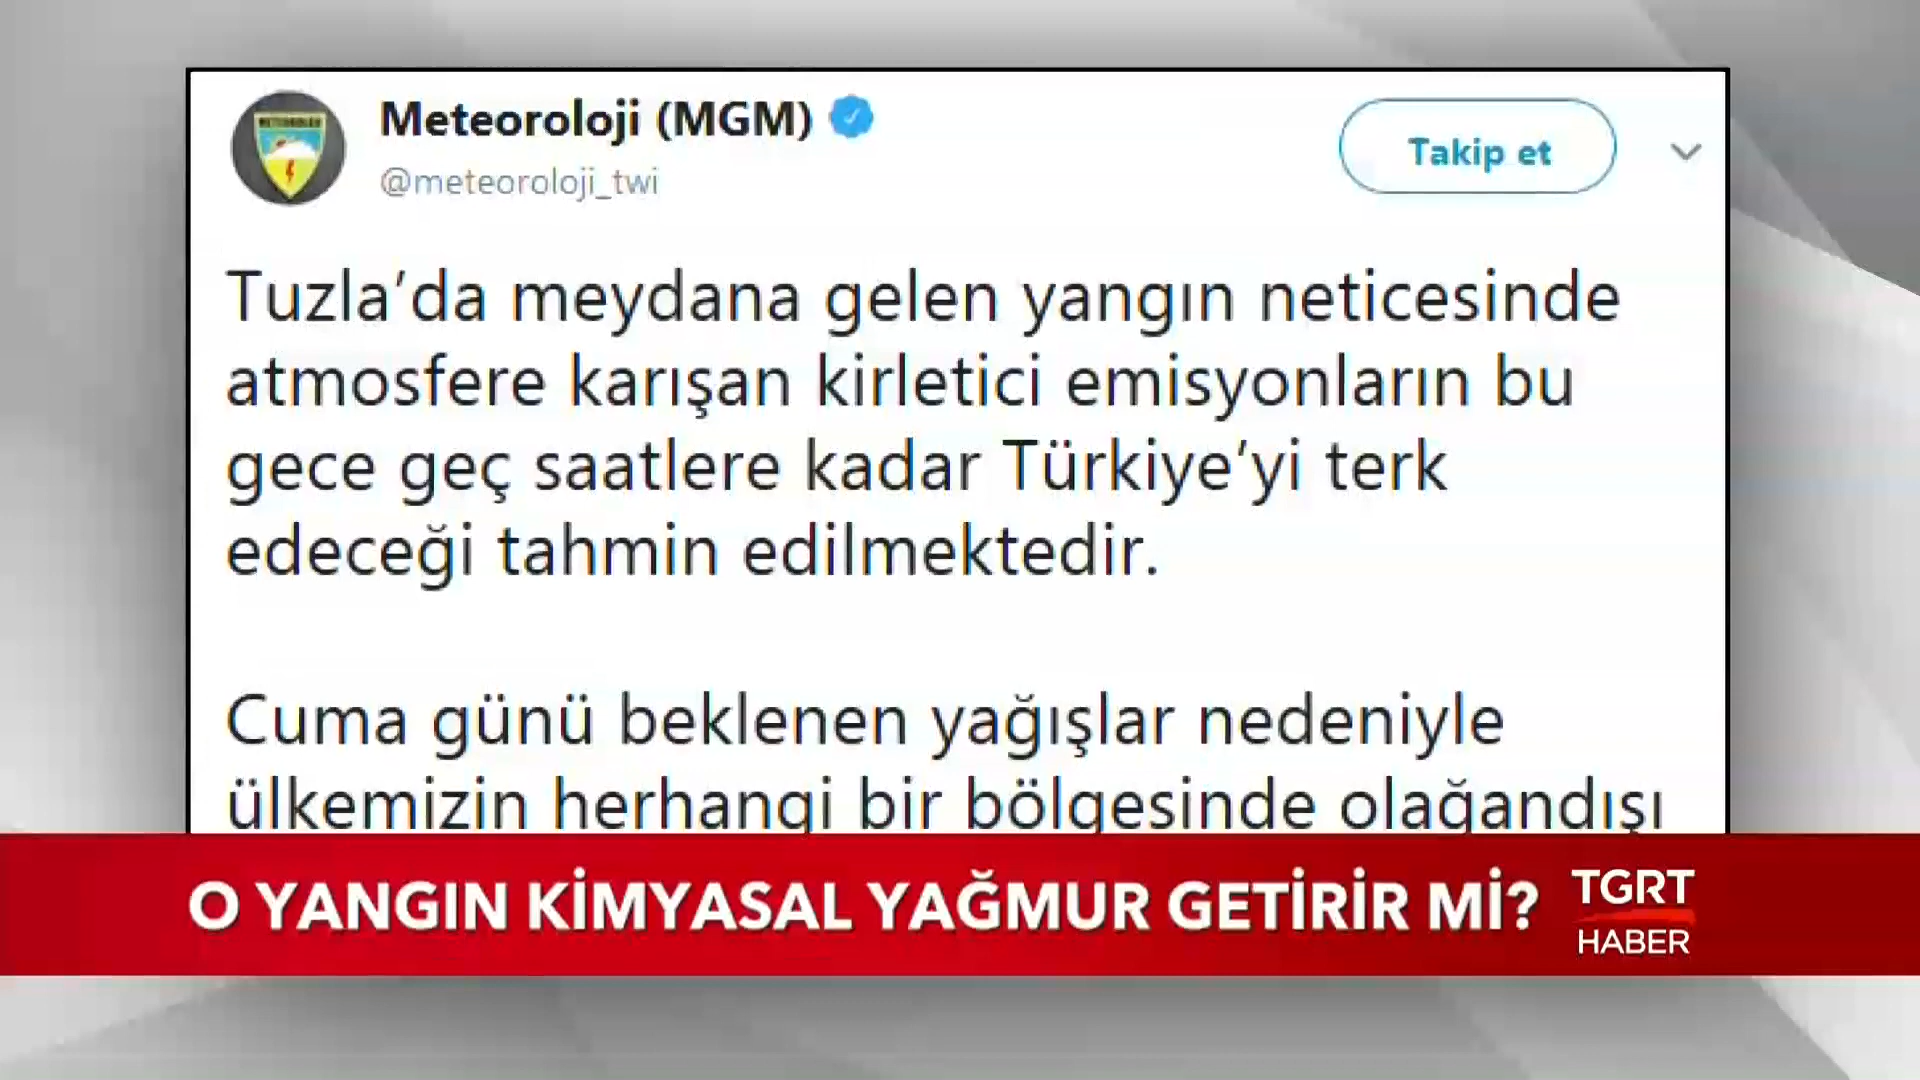 METEOROLOJİ
Meteoroloji (MGM)
@meteoroloji_twi
Takip et
Tuzla’da meydana gelen yangın neticesinde
atmosfere karışan kirletici emisyonların bu
gece geç saatlere kadar Türkiye’yi terk
edeceği tahmin edilmektedir.
Cuma günü beklenen yağışlar nedeniyle
ülkemizin herhangi bir bölgesinde olağandışı
O YANGIN KİMYASAL YAĞMUR GETİRİR Mİ?
TGRT
HABER